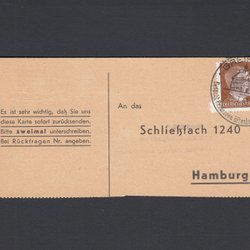 Es ist sehr wichtig, daß Sie uns
diese Karte sofort zurücksenden.
Bitte zweimal unterschreiben.
Bei Rückfragen Nr. angeben.
An das
Schließfach 1240
Hamburg